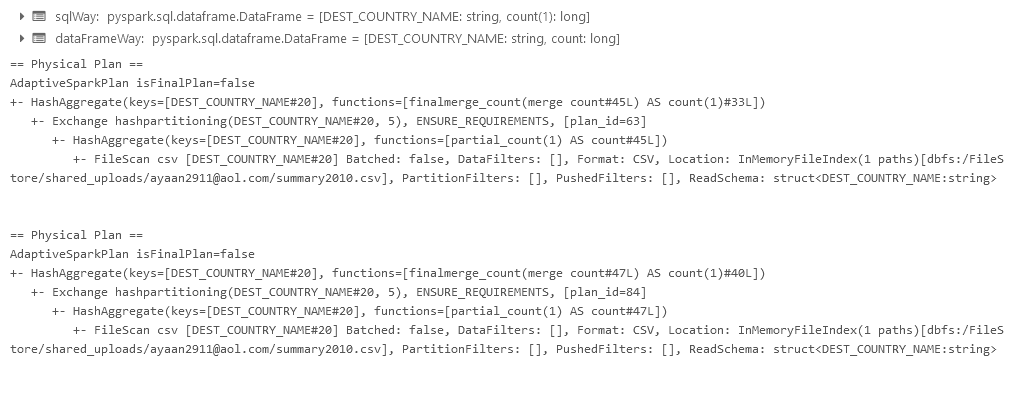 sqlWay: pyspark.sql.dataframe.DataFrame = [DEST_COUNTRY_NAME: string, count(1): long]
dataFrameWay: pyspark.sql.dataframe.DataFrame = [DEST_COUNTRY_NAME: string, count: long]
== Physical Plan ==
AdaptiveSparkPlan isFinalPlan=false
+- HashAggregate(keys=[DEST_COUNTRY_NAME#20], functions=[finalmerge_count(merge count#45L) AS count(1)#33L])
   +- Exchange hashpartitioning(DEST_COUNTRY_NAME#20, 5), ENSURE_REQUIREMENTS, [plan_id=63]
      +- HashAggregate(keys=[DEST_COUNTRY_NAME#20], functions=[partial_count(1) AS count#45L])
         +- FileScan csv [DEST_COUNTRY_NAME#20] Batched: false, DataFilters: [], Format: CSV, Location: InMemoryFileIndex(1 paths)[dbfs:/FileS
tore/shared_uploads/ayaan2911@aol.com/summary2010.csv], PartitionFilters: [], PushedFilters: [], ReadSchema: struct<DEST_COUNTRY_NAME:string>
== Physical Plan ==
AdaptiveSparkPlan isFinalPlan=false
+- HashAggregate(keys=[DEST_COUNTRY_NAME#20], functions=[finalmerge_count(merge count#47L) AS count(1)#40L])
   +- Exchange hashpartitioning(DEST_COUNTRY_NAME#20, 5), ENSURE_REQUIREMENTS, [plan_id=84]
      +- HashAggregate(keys=[DEST_COUNTRY_NAME#20], functions=[partial_count(1) AS count#47L])
         +- FileScan csv [DEST_COUNTRY_NAME#20] Batched: false, DataFilters: [], Format: CSV, Location: InMemoryFileIndex(1 paths)[dbfs:/FileS
tore/shared_uploads/ayaan2911@aol.com/summary2010.csv], PartitionFilters: [], PushedFilters: [], ReadSchema: struct<DEST_COUNTRY_NAME:string>